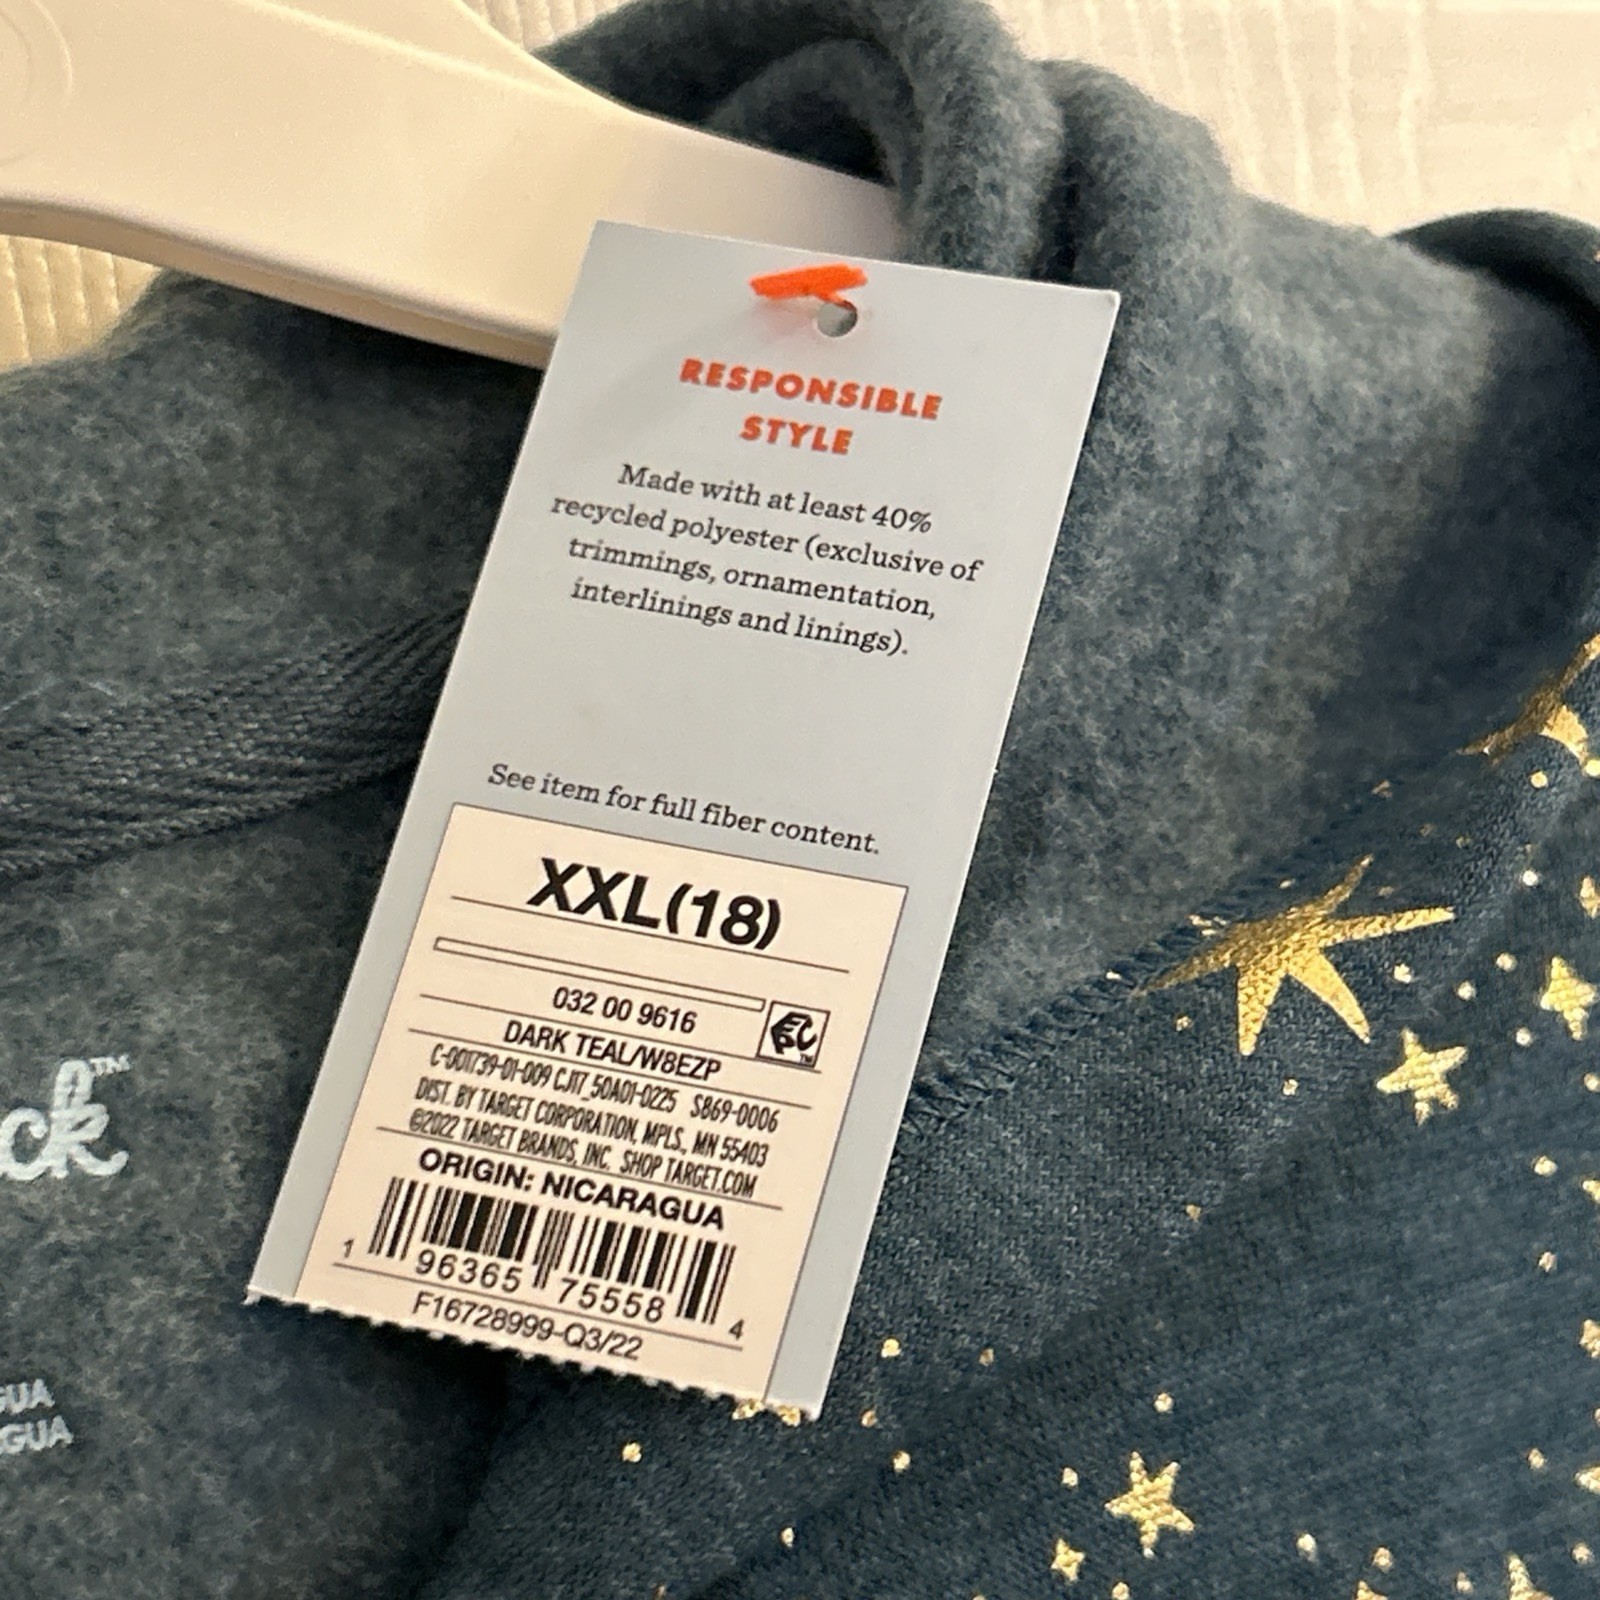 RESPONSIBLE
STYLE
Made with at least 40%
recycled polyester (exclusive of
trimmings, ornamentation,
interlinings and linings).
See item for full fiber content.
XXL(18)
032 00 9616
DARK TEAL/W8EZP
C-001739-01-009 CJ17_50A01-0225 S869-0006
DIST. BY TARGET CORPORATION, MPLS., MN 55403
©2022 TARGET BRANDS, INC. SHOP TARGET.COM
ORIGIN: NICARAGUA
1 96365 75558 4
F16728999-Q3/22
ck™
GUA
GUA